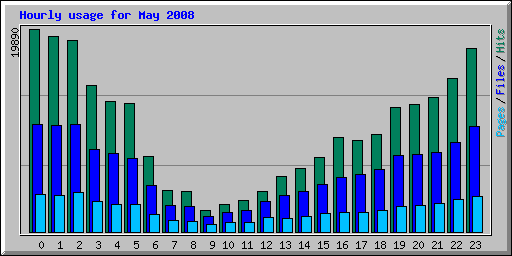 Hourly usage for May 2008
19890
Pages/Files/Hits
0 1 2 3 4 5 6 7 8 9 10 11 12 13 14 15 16 17 18 19 20 21 22 23